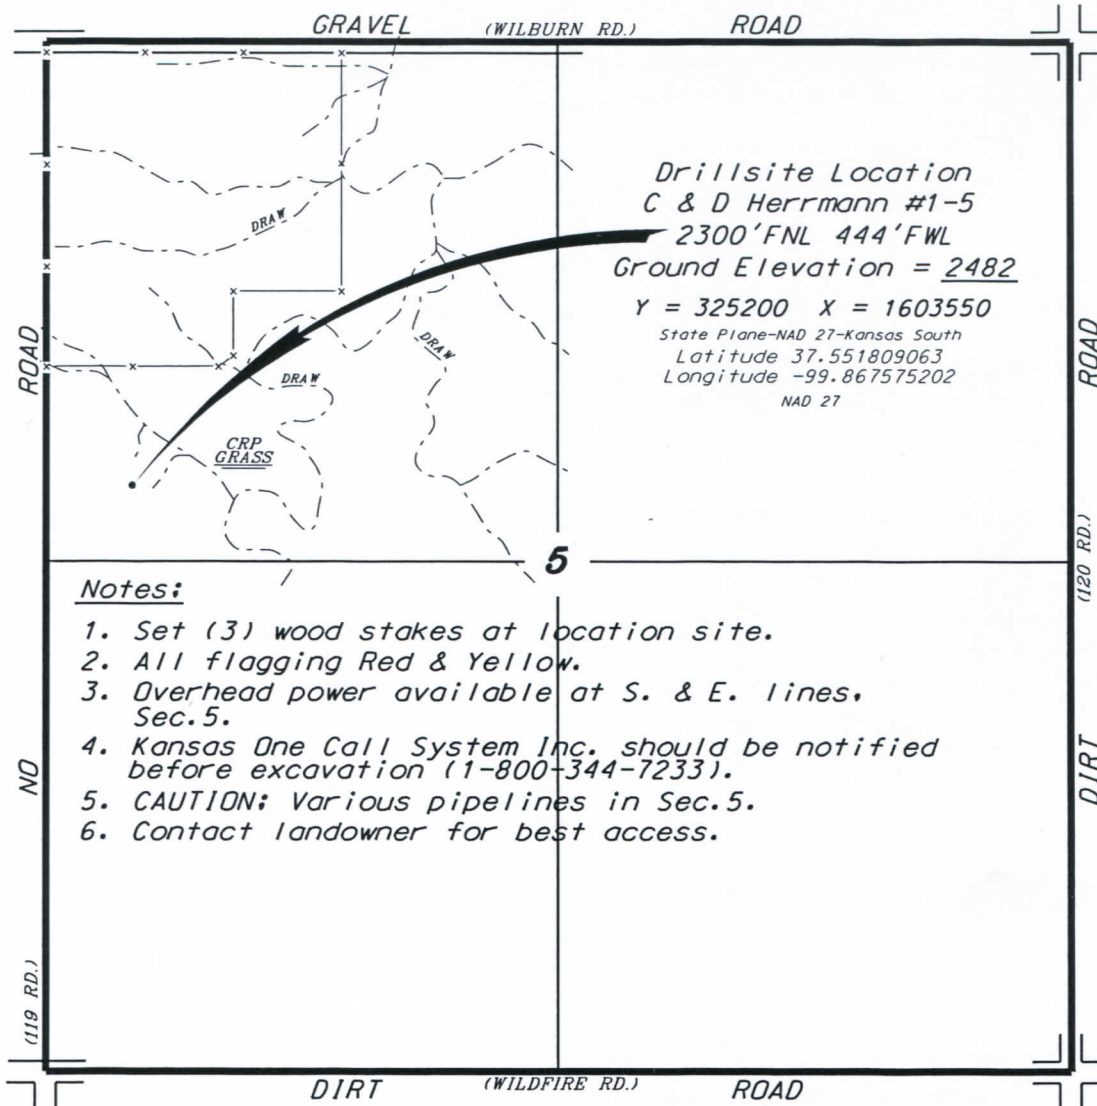 GRAVEL (WILBURN RD.) ROAD
Drillsite Location
C & D Herrmann #1-5
2300'FNL 444'FWL
Ground Elevation = 2482
Y = 325200 X = 1603550
State Plane-NAD 27-Kansas South
Latitude 37.551809063
Longitude -99.867575202
NAD 27
DRAW
DRAW
DRAW
CRP
GRASS
5
NO ROAD
(119 RD.)
DIRT ROAD
(120 RD.)
Notes:
1. Set (3) wood stakes at location site.
2. All flagging Red & Yellow.
3. Overhead power available at S. & E. lines,
Sec.5.
4. Kansas One Call System Inc. should be notified
before excavation (1-800-344-7233).
5. CAUTION: Various pipelines in Sec.5.
6. Contact landowner for best access.
DIRT (WILDFIRE RD.) ROAD